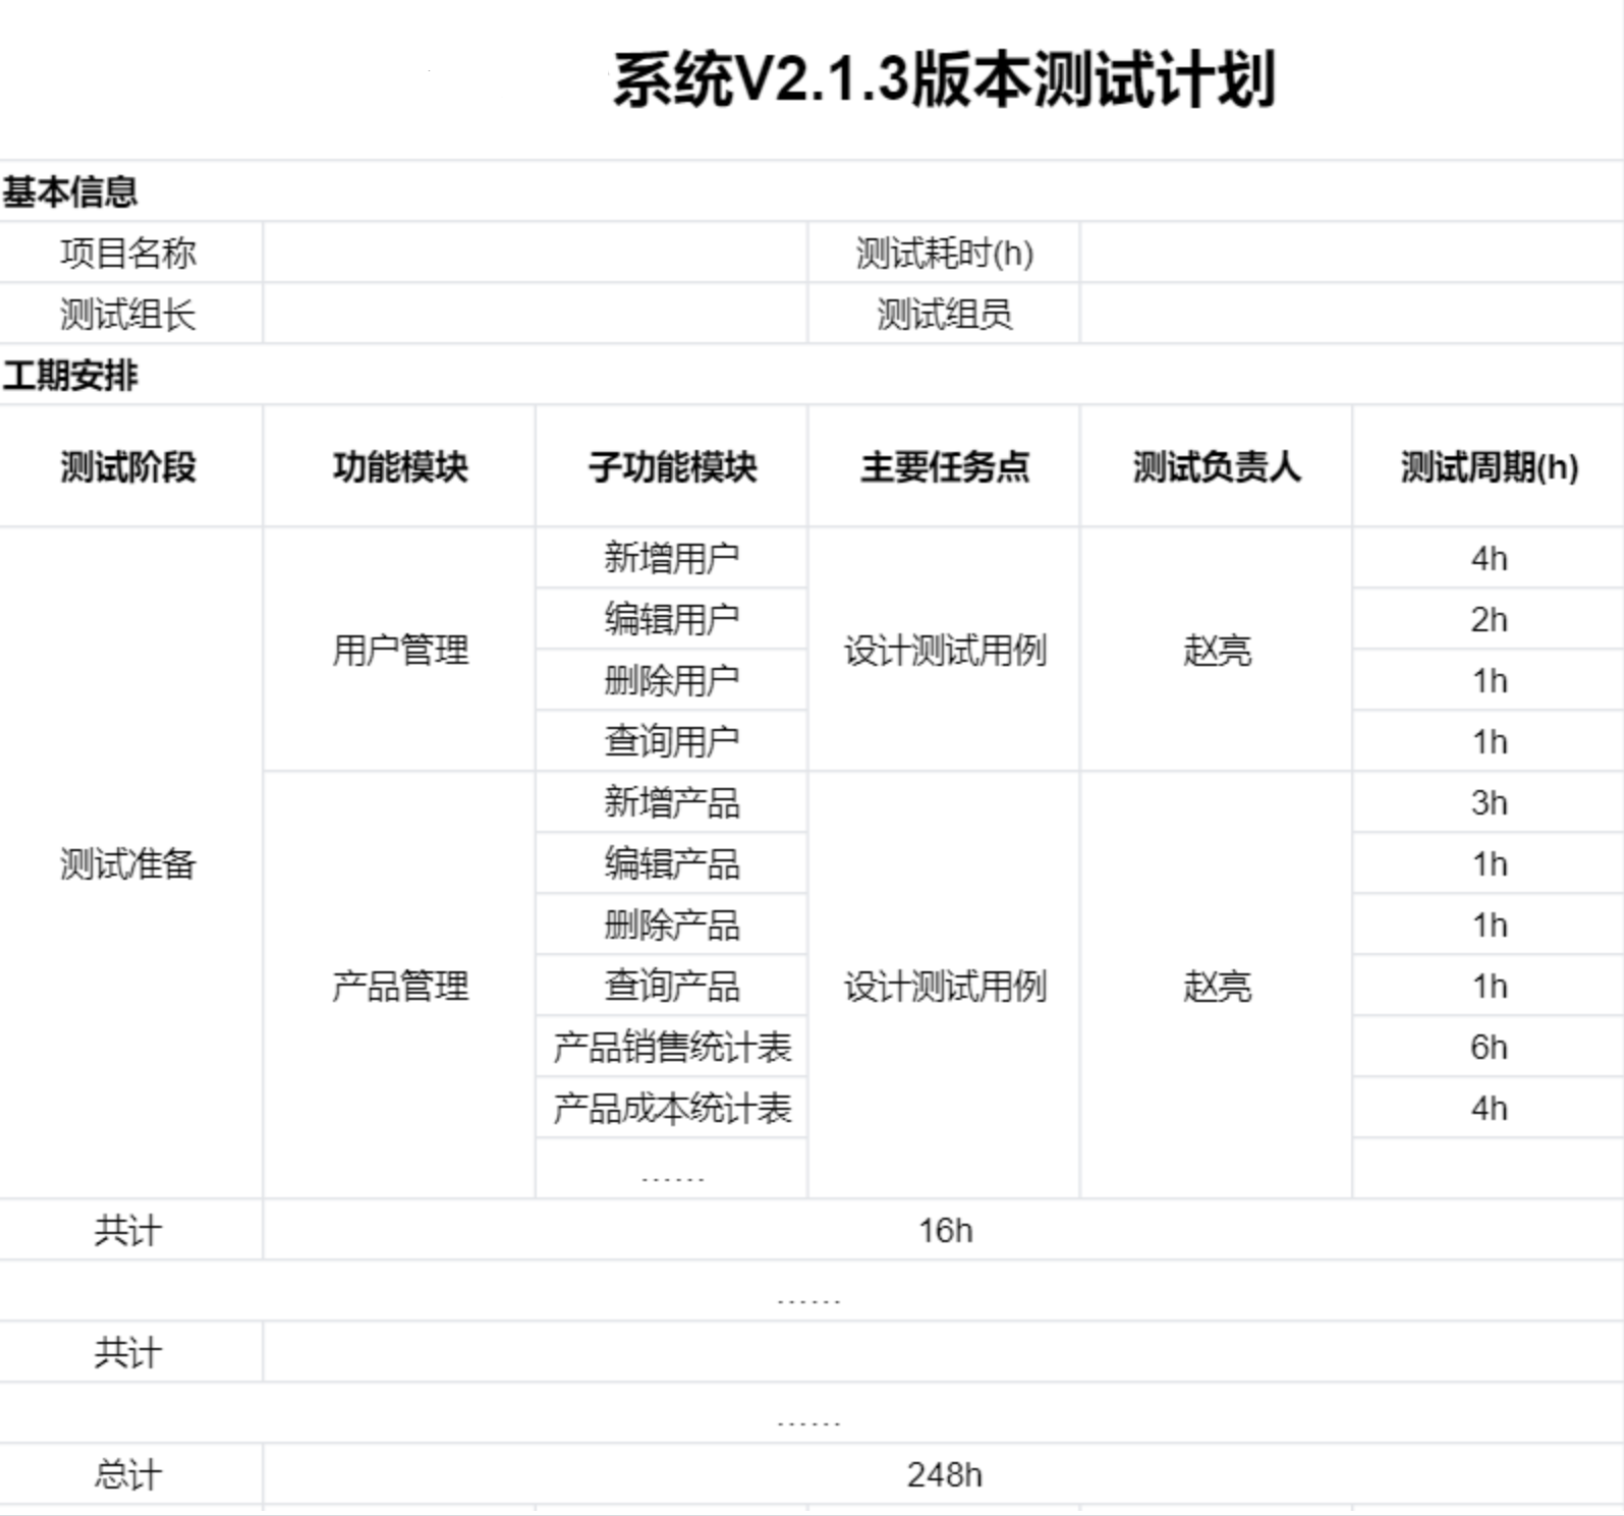 系统V2.1.3版本测试计划
基本信息
项目名称 测试耗时(h)
测试组长 测试组员
工期安排
测试阶段 功能模块 子功能模块 主要任务点 测试负责人 测试周期(h)
测试准备 用户管理 新增用户 设计测试用例 赵亮 4h
编辑用户 2h
删除用户 1h
查询用户 1h
产品管理 新增产品 设计测试用例 赵亮 3h
编辑产品 1h
删除产品 1h
查询产品 1h
产品销售统计表 6h
产品成本统计表 4h
……
共计 16h
……
共计
……
总计 248h